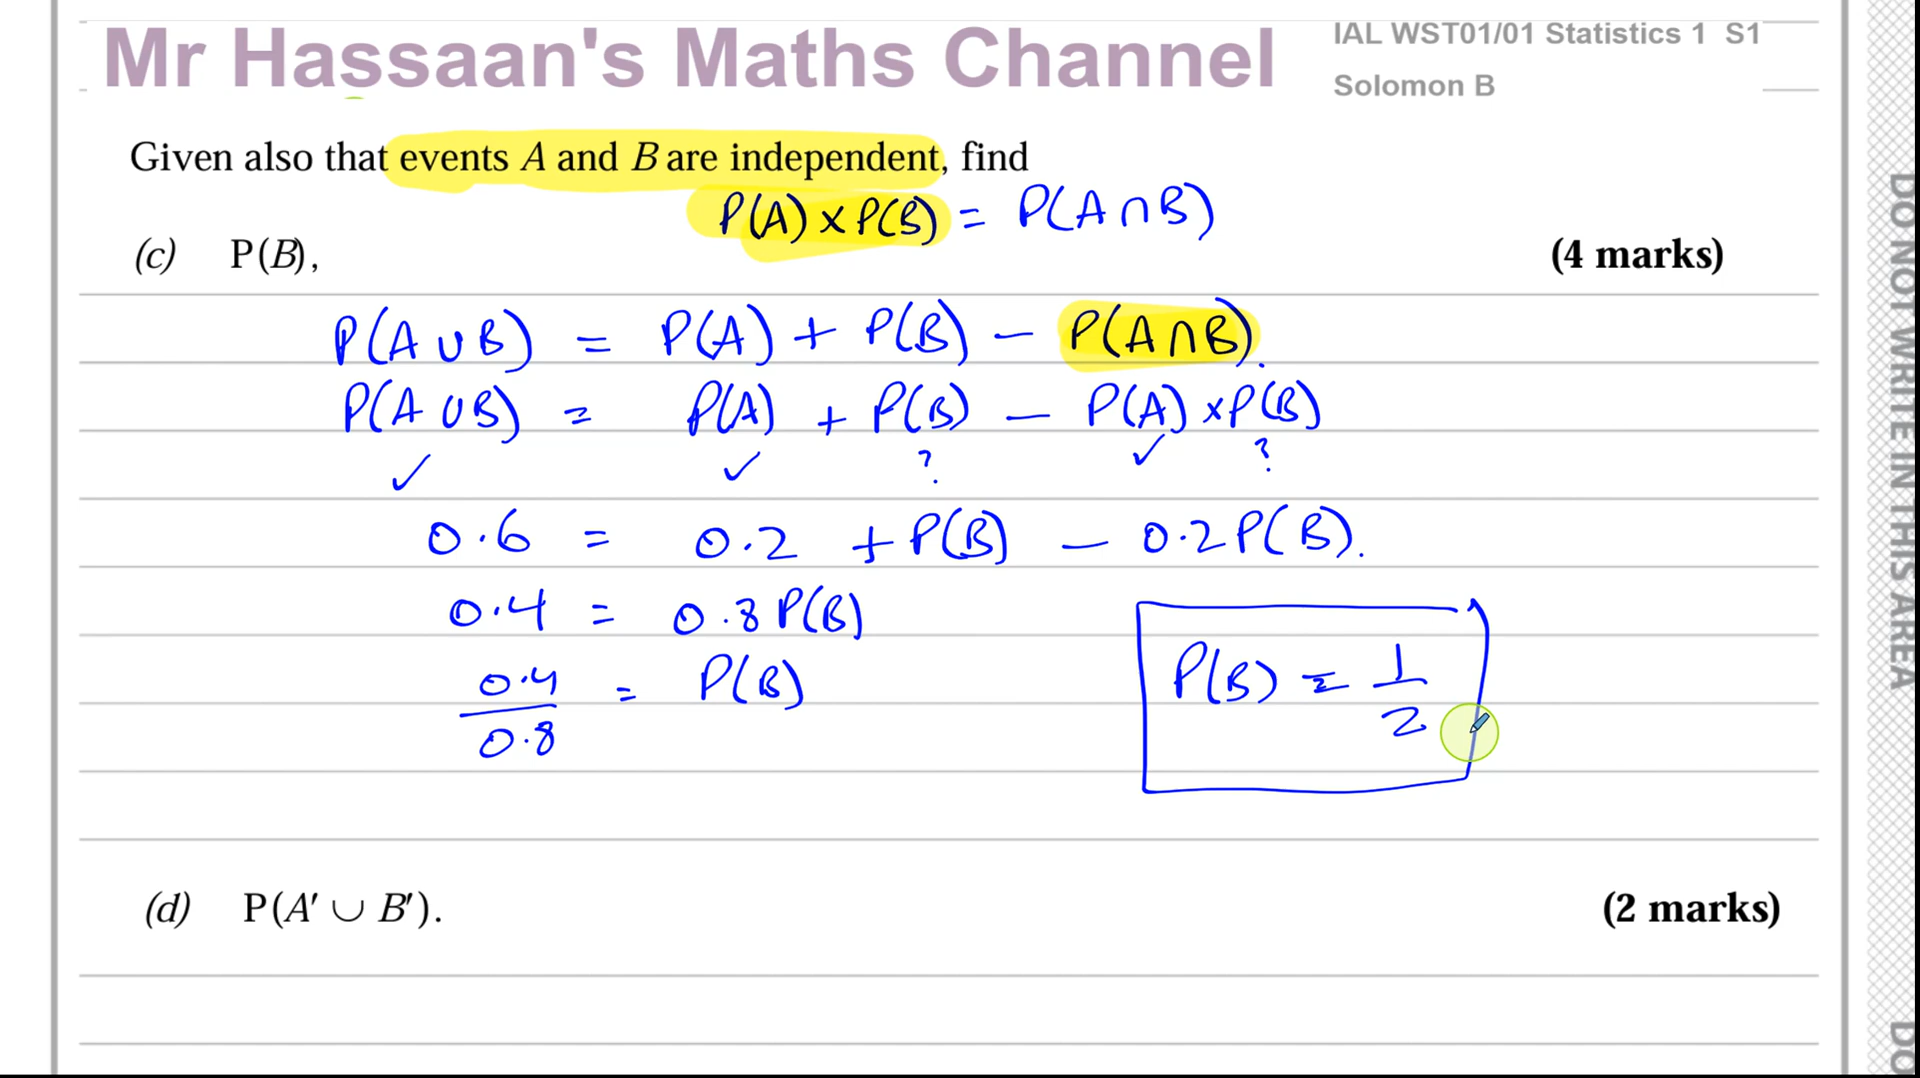 Mr Hassaan's Maths Channel
IAL WST01/01 Statistics 1 S1
Solomon B
Given also that events A and B are independent, find
P(A) × P(B) = P(A ∩ B)
(c) P(B), (4 marks)
P(A ∪ B) = P(A) + P(B) − P(A ∩ B).
P(A ∪ B) = P(A) + P(B) − P(A) × P(B)
✓ ✓ ? ✓ ?
0.6 = 0.2 + P(B) − 0.2P(B).
0.4 = 0.8 P(B)
0.4/0.8 = P(B)
P(B) = 1/2
(d) P(A′ ∪ B′). (2 marks)
DO NOT WRITE IN THIS AREA
DO